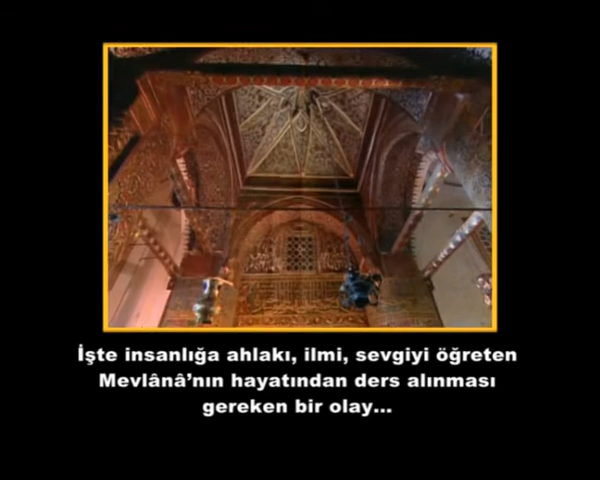 İşte insanlığa ahlakı, ilmi, sevgiyi öğreten
Mevlânâ’nın hayatından ders alınması
gereken bir olay...